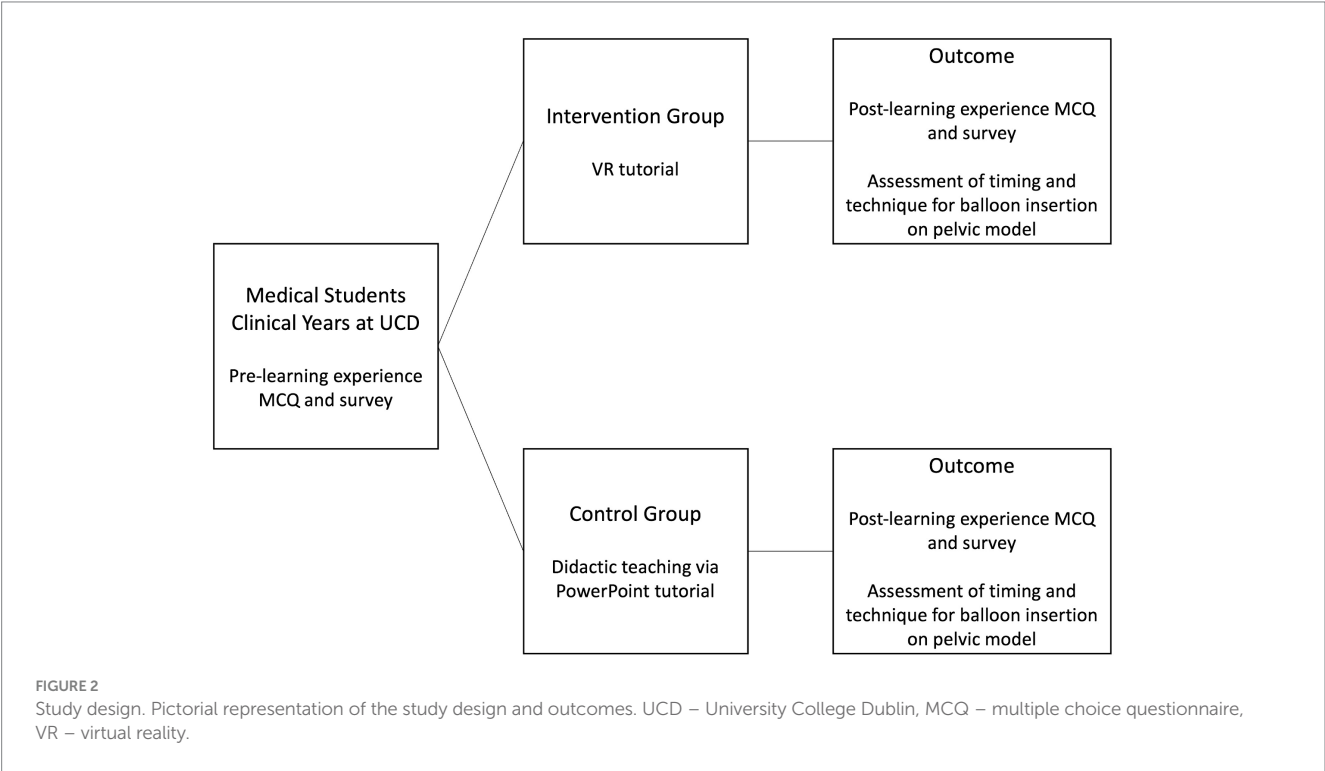 Medical Students
Clinical Years at UCD
Pre-learning experience
MCQ and survey
Intervention Group
VR tutorial
Outcome
Post-learning experience MCQ
and survey
Assessment of timing and
technique for balloon insertion
on pelvic model
Control Group
Didactic teaching via
PowerPoint tutorial
Outcome
Post-learning experience MCQ
and survey
Assessment of timing and
technique for balloon insertion
on pelvic model
FIGURE 2
Study design. Pictorial representation of the study design and outcomes. UCD – University College Dublin, MCQ – multiple choice questionnaire,
VR – virtual reality.